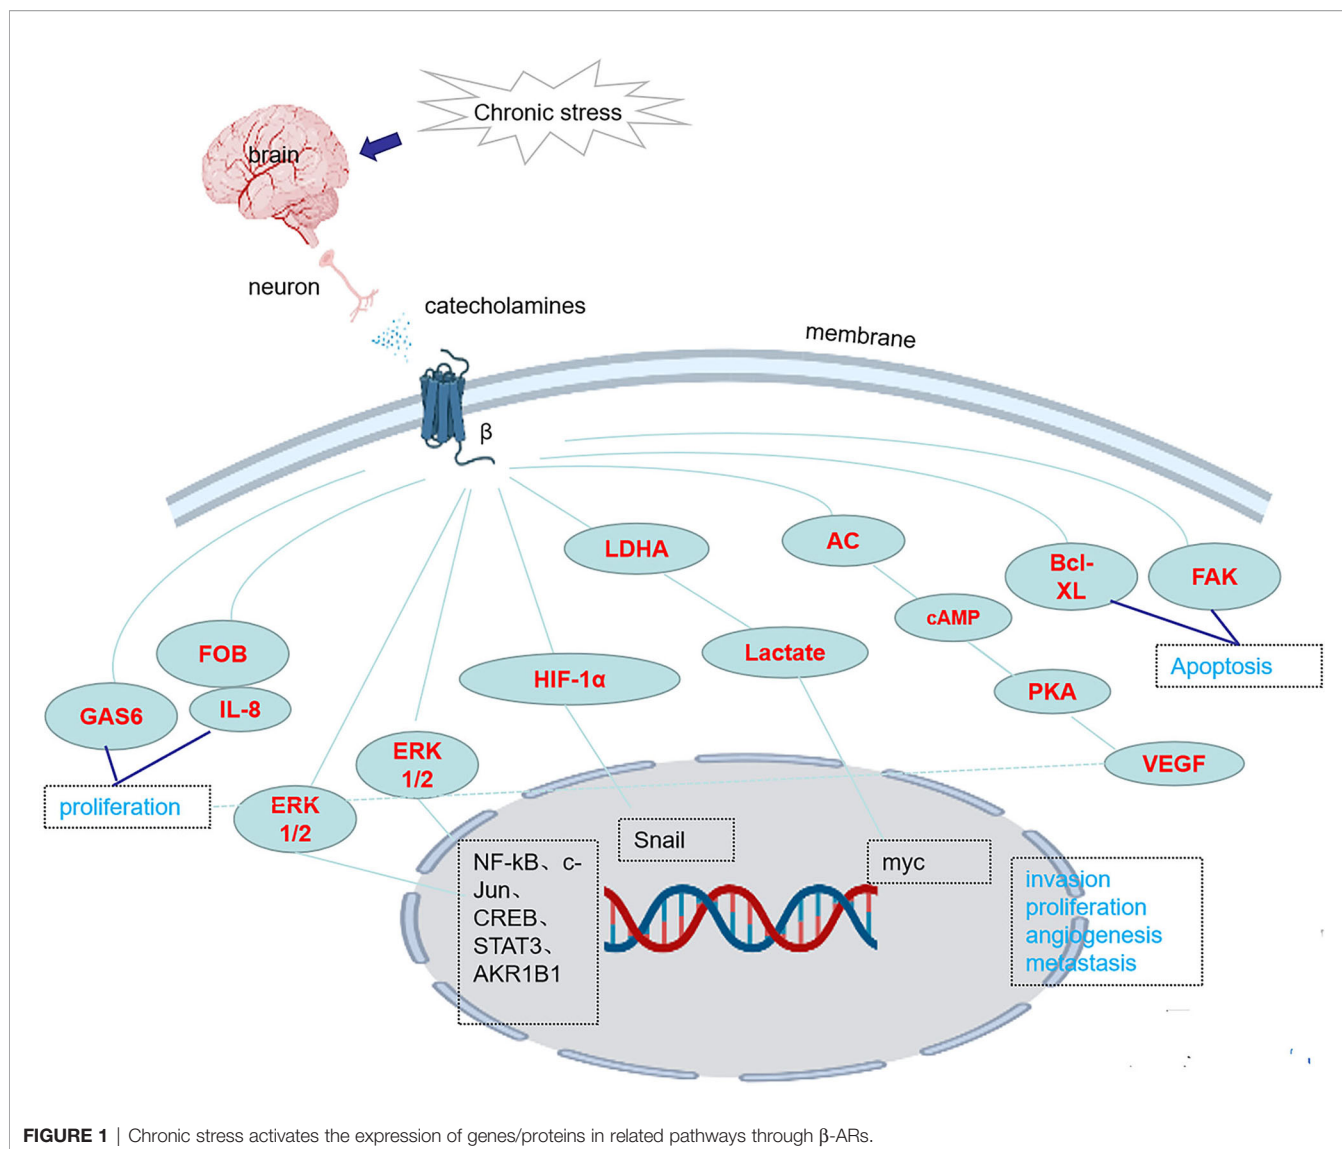 Chronic stress
brain
neuron
catecholamines
membrane
β
LDHA
AC
Bcl-
XL
FAK
cAMP
FOB
Lactate
Apoptosis
HIF-1α
PKA
GAS6
IL-8
ERK
1/2
VEGF
proliferation
ERK
1/2
Snail
myc
NF-kB、c-
Jun、
CREB、
STAT3、
AKR1B1
invasion
proliferation
angiogenesis
metastasis
FIGURE 1 | Chronic stress activates the expression of genes/proteins in related pathways through β-ARs.